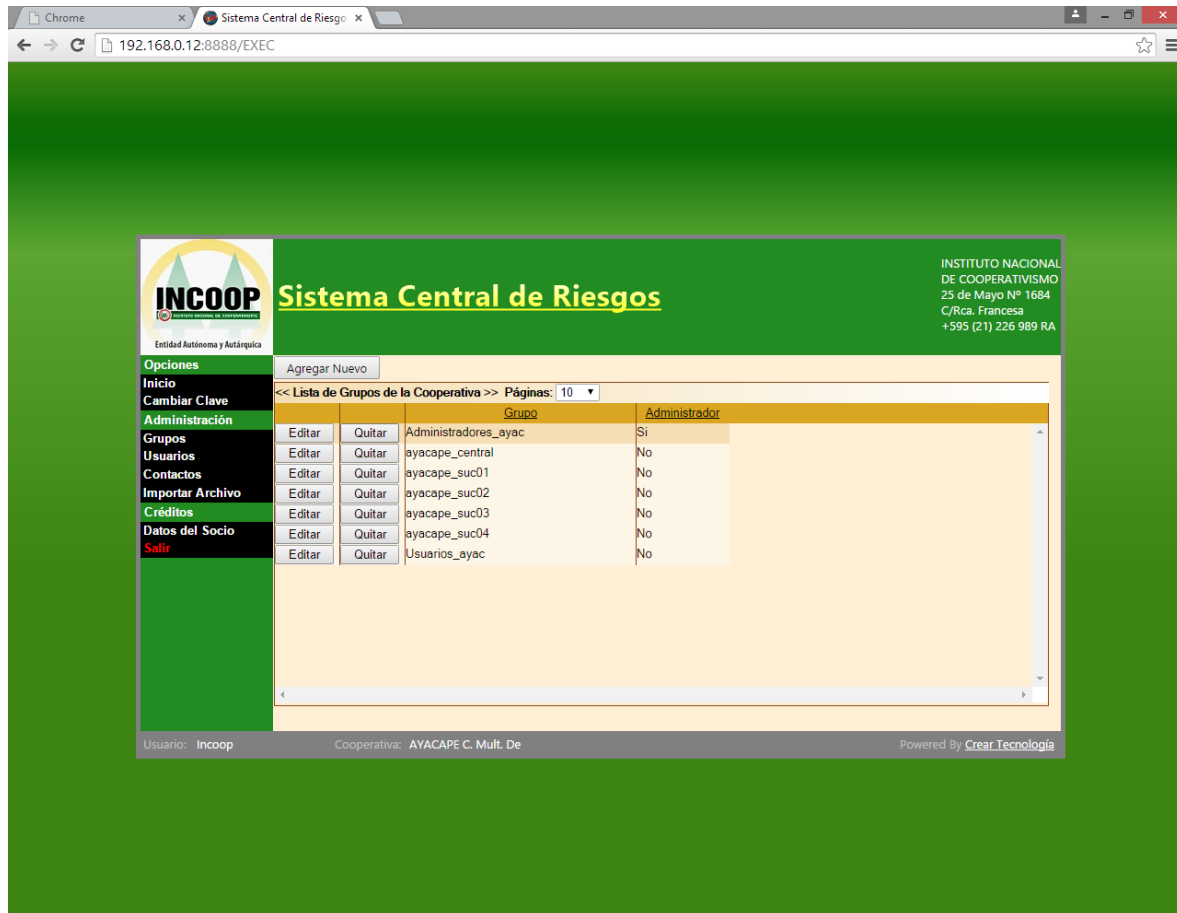 Chrome
Sistema Central de Riesgo
192.168.0.12:8888/EXEC
INCOOP
INSTITUTO NACIONAL DE COOPERATIVISMO
Entidad Autónoma y Autárquica
Sistema Central de Riesgos
INSTITUTO NACIONAL
DE COOPERATIVISMO
25 de Mayo Nº 1684
C/Rca. Francesa
+595 (21) 226 989 RA
Opciones
Inicio
Cambiar Clave
Administración
Grupos
Usuarios
Contactos
Importar Archivo
Créditos
Datos del Socio
Salir
Agregar Nuevo
<< Lista de Grupos de la Cooperativa >> Páginas: 10
Grupo Administrador
Editar Quitar Administradores_ayac Si
Editar Quitar ayacape_central No
Editar Quitar ayacape_suc01 No
Editar Quitar ayacape_suc02 No
Editar Quitar ayacape_suc03 No
Editar Quitar ayacape_suc04 No
Editar Quitar Usuarios_ayac No
Usuario: Incoop Cooperativa: AYACAPE C. Mult. De Powered By Crear Tecnología